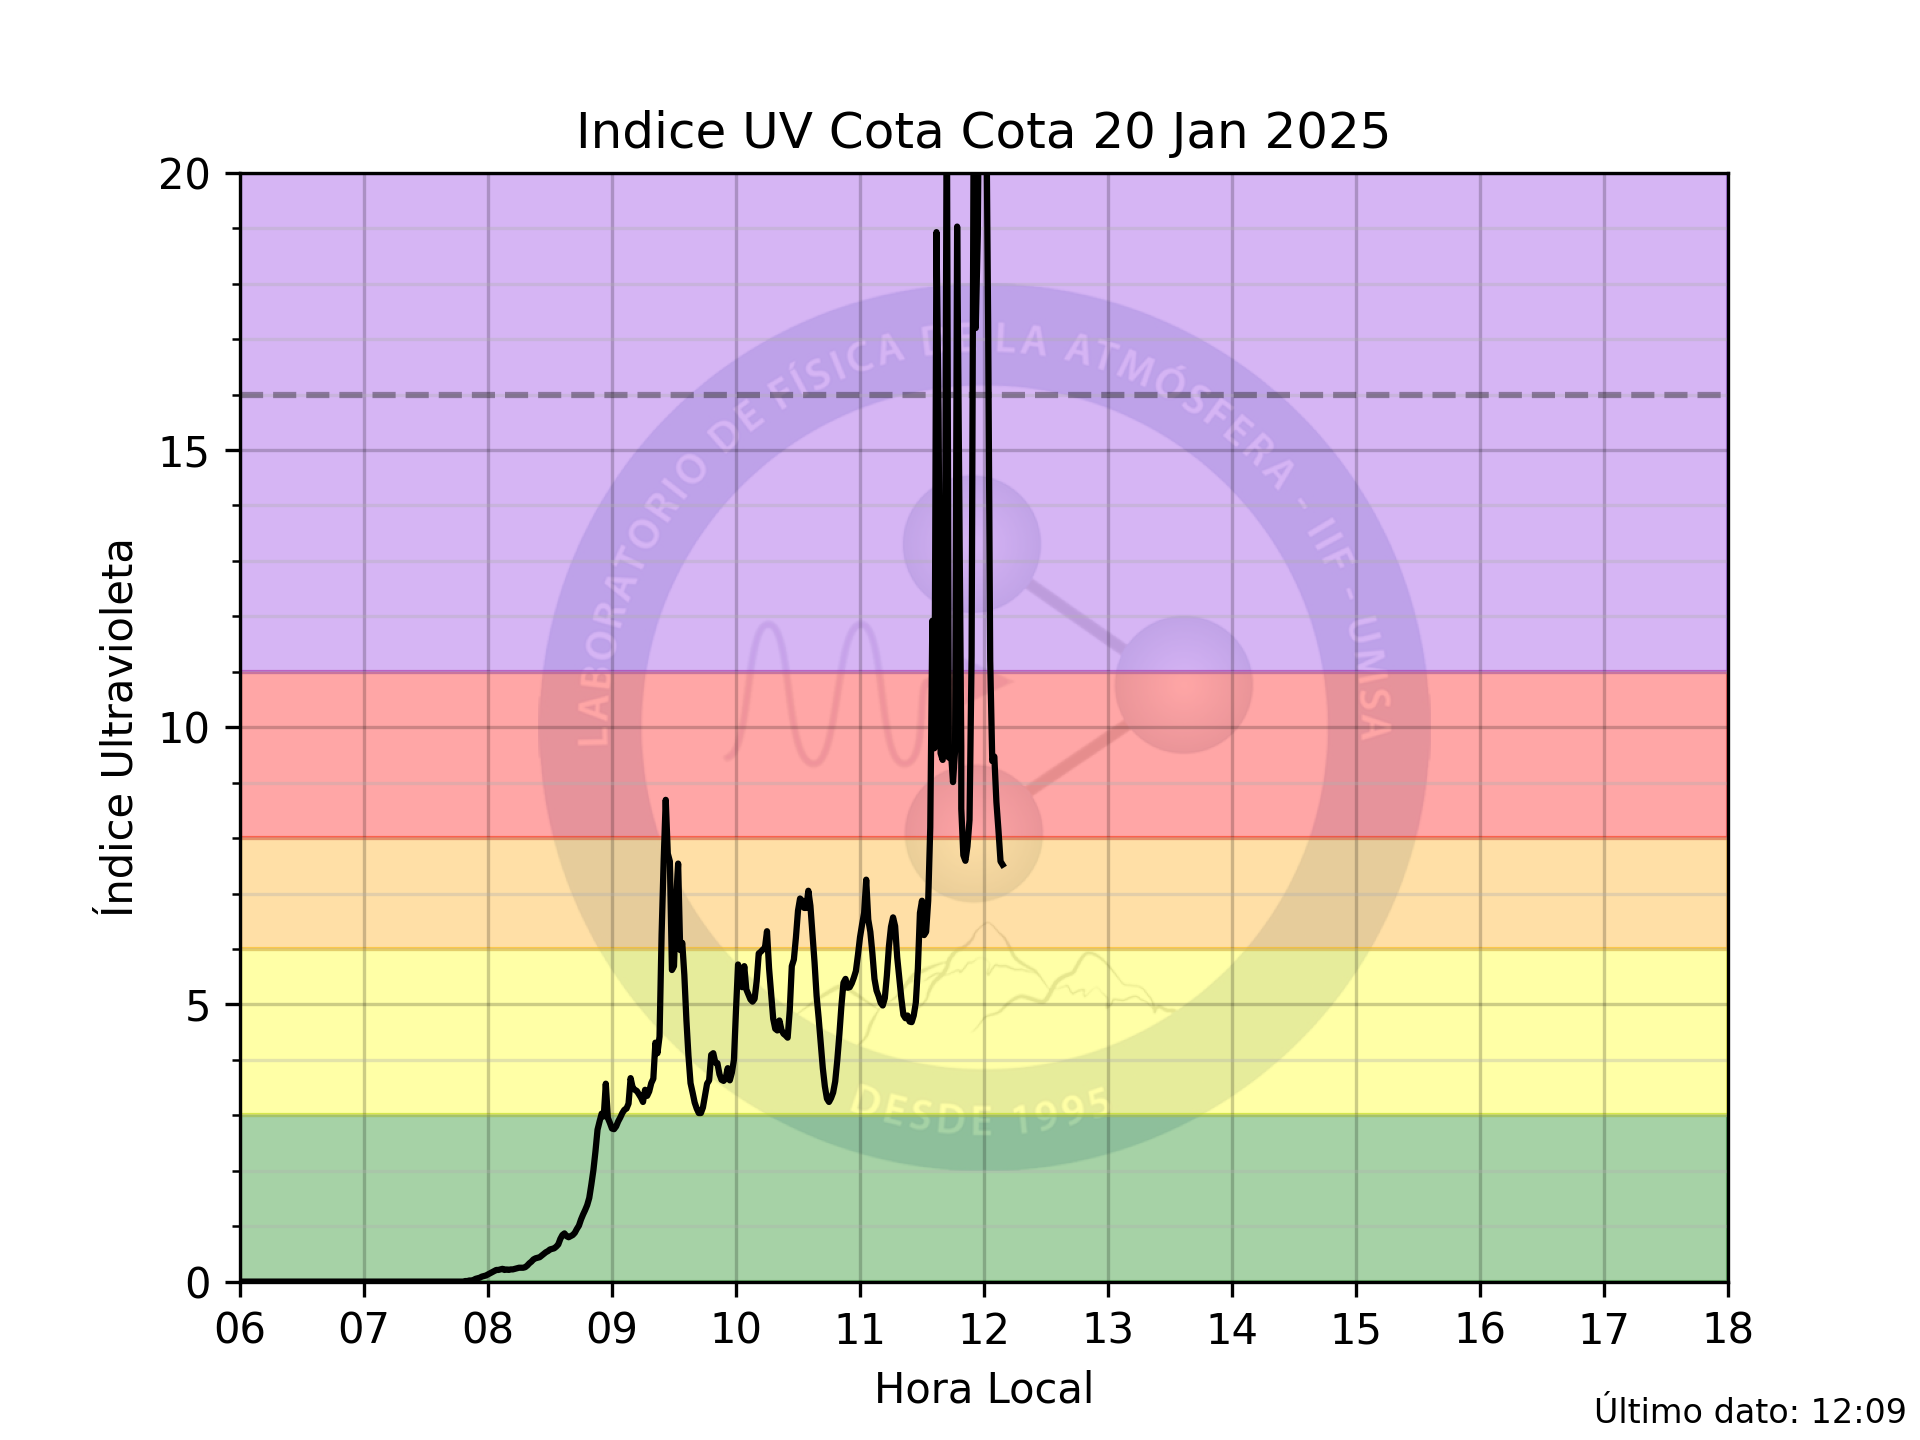 Indice UV Cota Cota 20 Jan 2025
20
15
10
5
0
Índice Ultravioleta
LABORATORIO DE FÍSICA DE LA ATMÓSFERA - IIF - UMSA
DESDE 1995
06 07 08 09 10 11 12 13 14 15 16 17 18
Hora Local
Último dato: 12:09